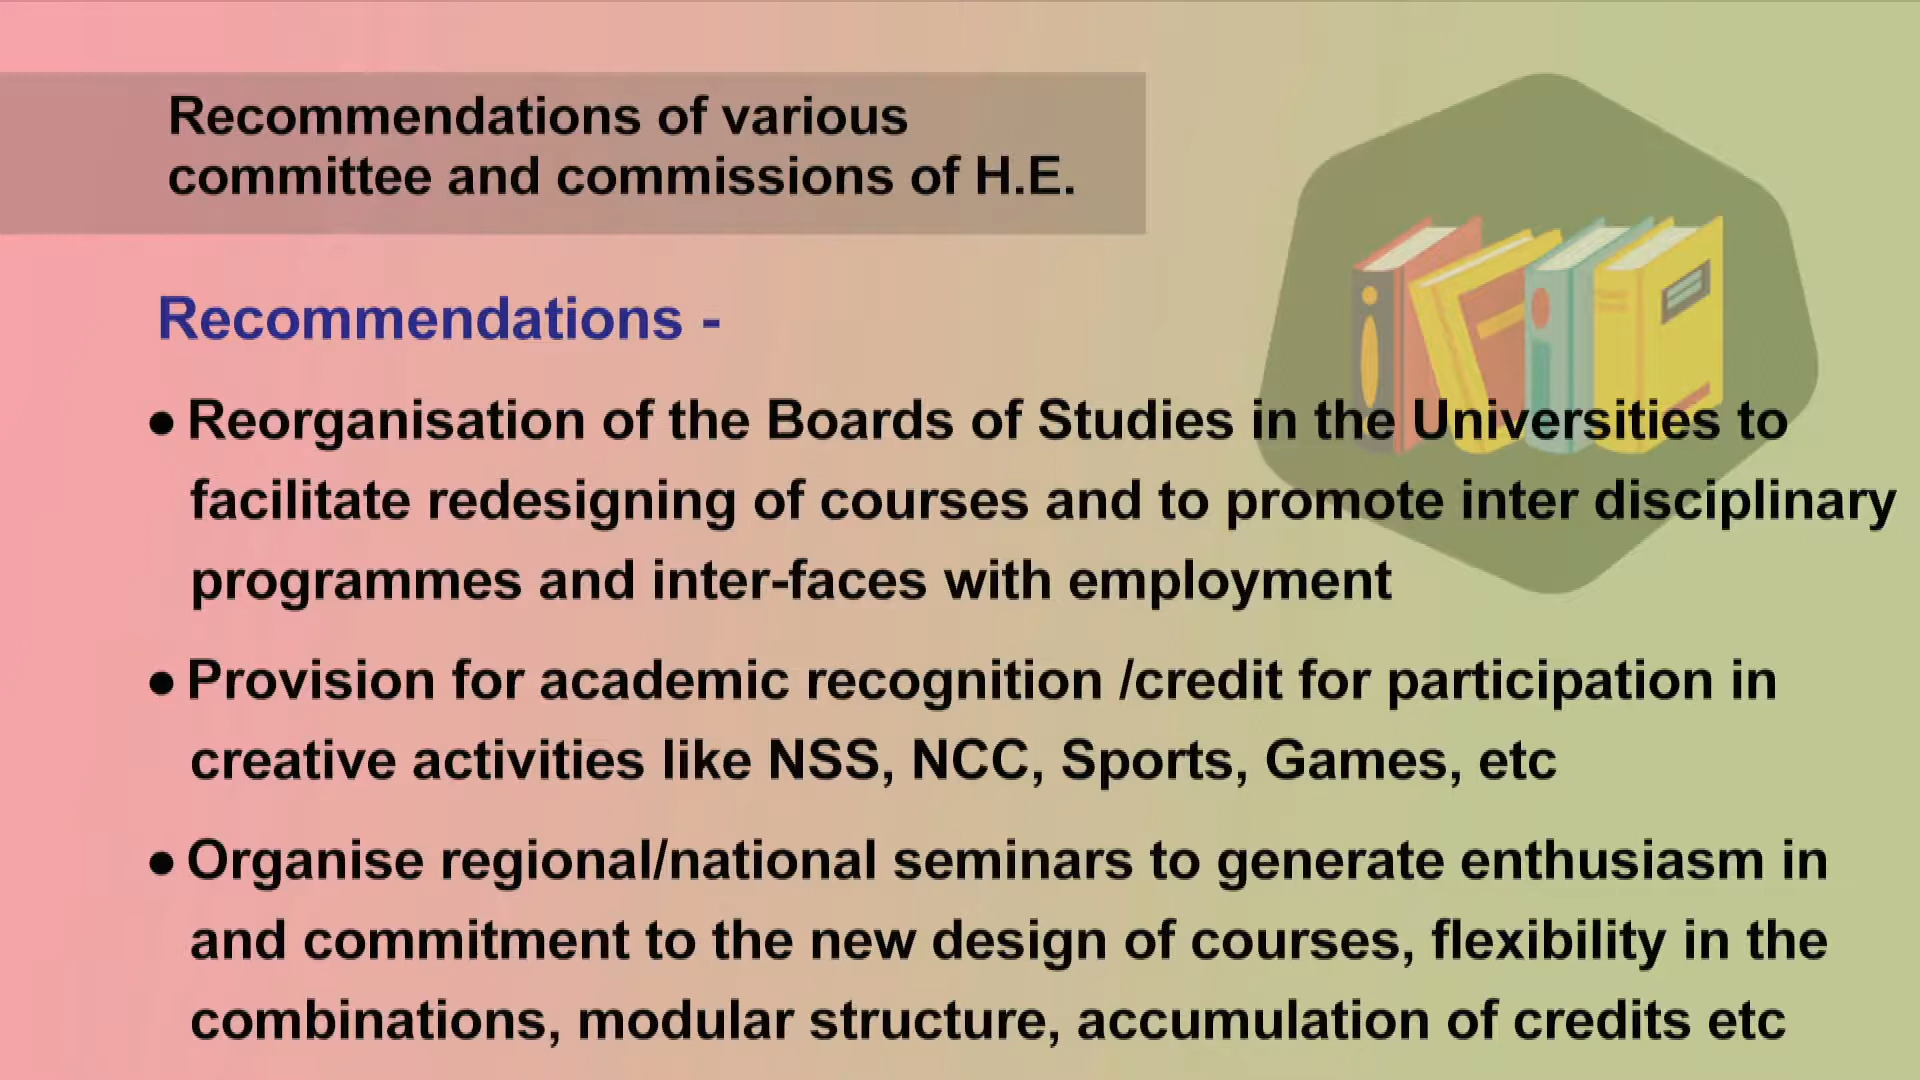 Recommendations of various
committee and commissions of H.E.
Recommendations -
● Reorganisation of the Boards of Studies in the Universities to
facilitate redesigning of courses and to promote inter disciplinary
programmes and inter-faces with employment
● Provision for academic recognition /credit for participation in
creative activities like NSS, NCC, Sports, Games, etc
● Organise regional/national seminars to generate enthusiasm in
and commitment to the new design of courses, flexibility in the
combinations, modular structure, accumulation of credits etc